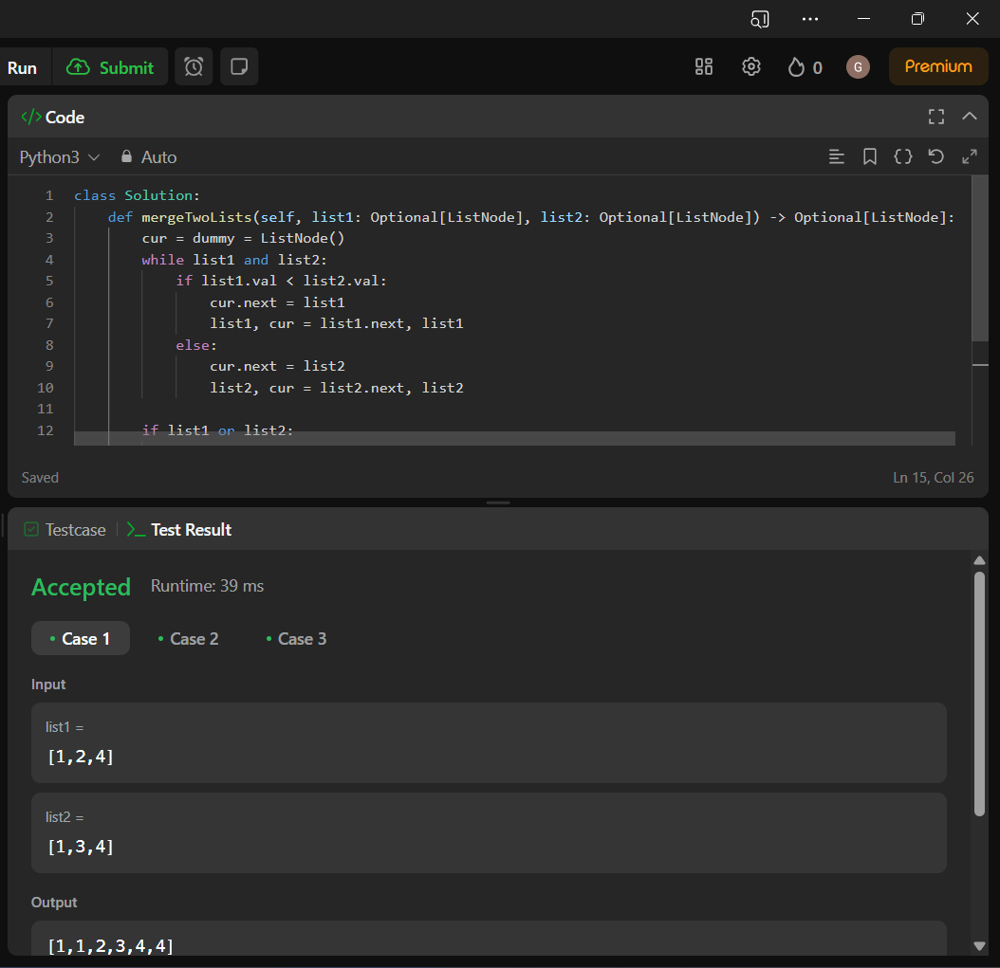 Run Submit 0 G Premium
</> Code
Python3 Auto
1 class Solution:
2 def mergeTwoLists(self, list1: Optional[ListNode], list2: Optional[ListNode]) -> Optional[ListNode]:
3 cur = dummy = ListNode()
4 while list1 and list2:
5 if list1.val < list2.val:
6 cur.next = list1
7 list1, cur = list1.next, list1
8 else:
9 cur.next = list2
10 list2, cur = list2.next, list2
11
12 if list1 or list2:
Saved Ln 15, Col 26
Testcase Test Result
Accepted Runtime: 39 ms
Case 1 Case 2 Case 3
Input
list1 =
[1,2,4]
list2 =
[1,3,4]
Output
[1,1,2,3,4,4]